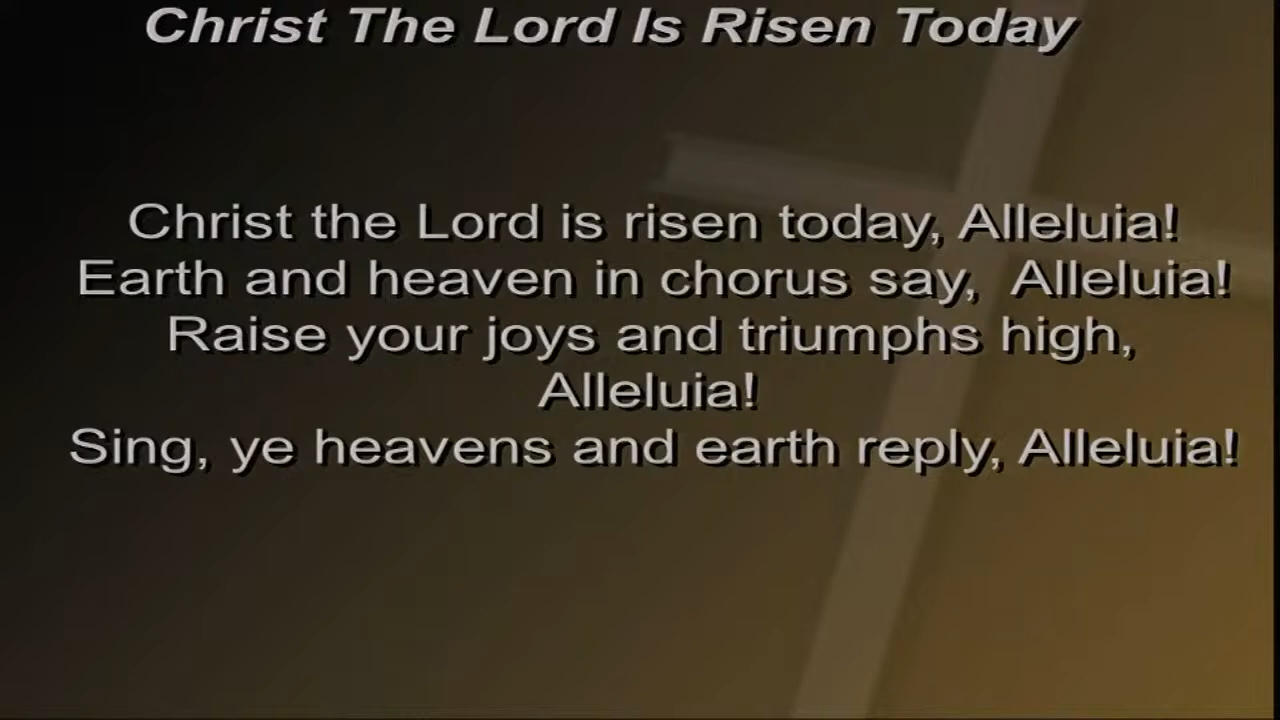 Christ The Lord Is Risen Today
Christ the Lord is risen today, Alleluia!
Earth and heaven in chorus say, Alleluia!
Raise your joys and triumphs high,
Alleluia!
Sing, ye heavens and earth reply, Alleluia!